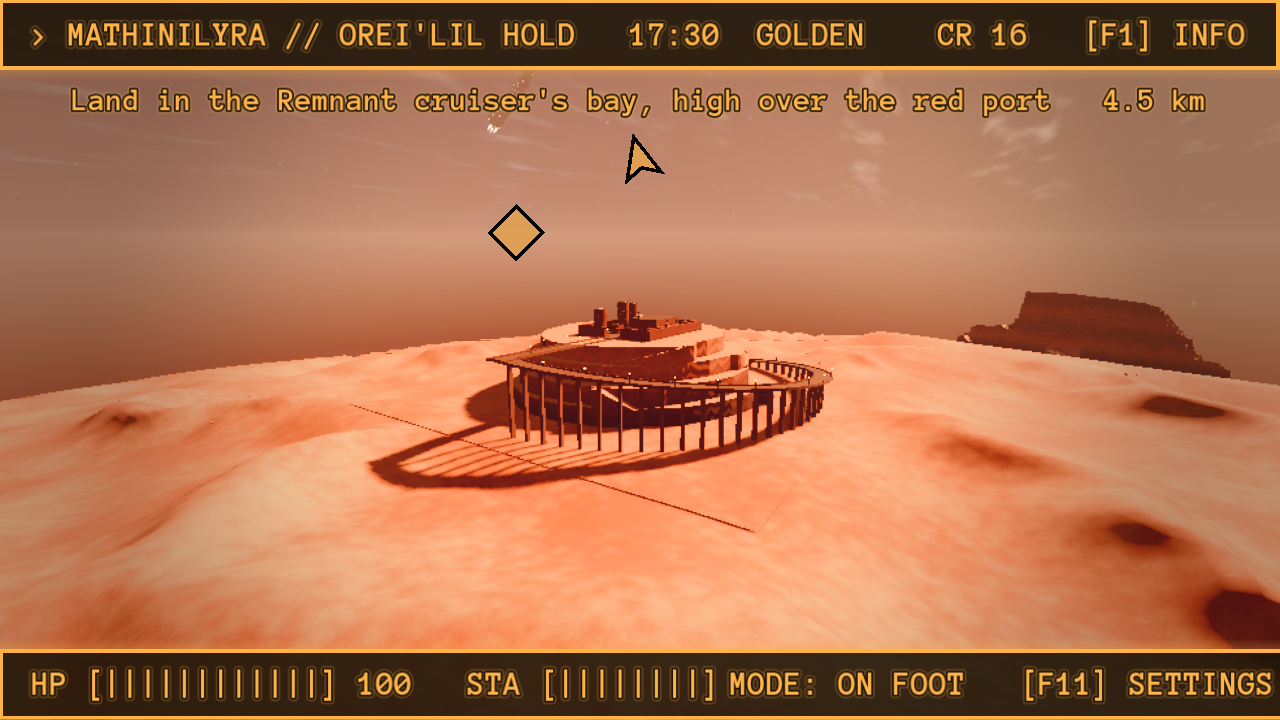 > MATHINILYRA // OREI'LIL HOLD 17:30 GOLDEN CR 16 [F1] INFO
Land in the Remnant cruiser's bay, high over the red port 4.5 km
HP [||||||||||||] 100 STA [||||||||] MODE: ON FOOT [F11] SETTINGS